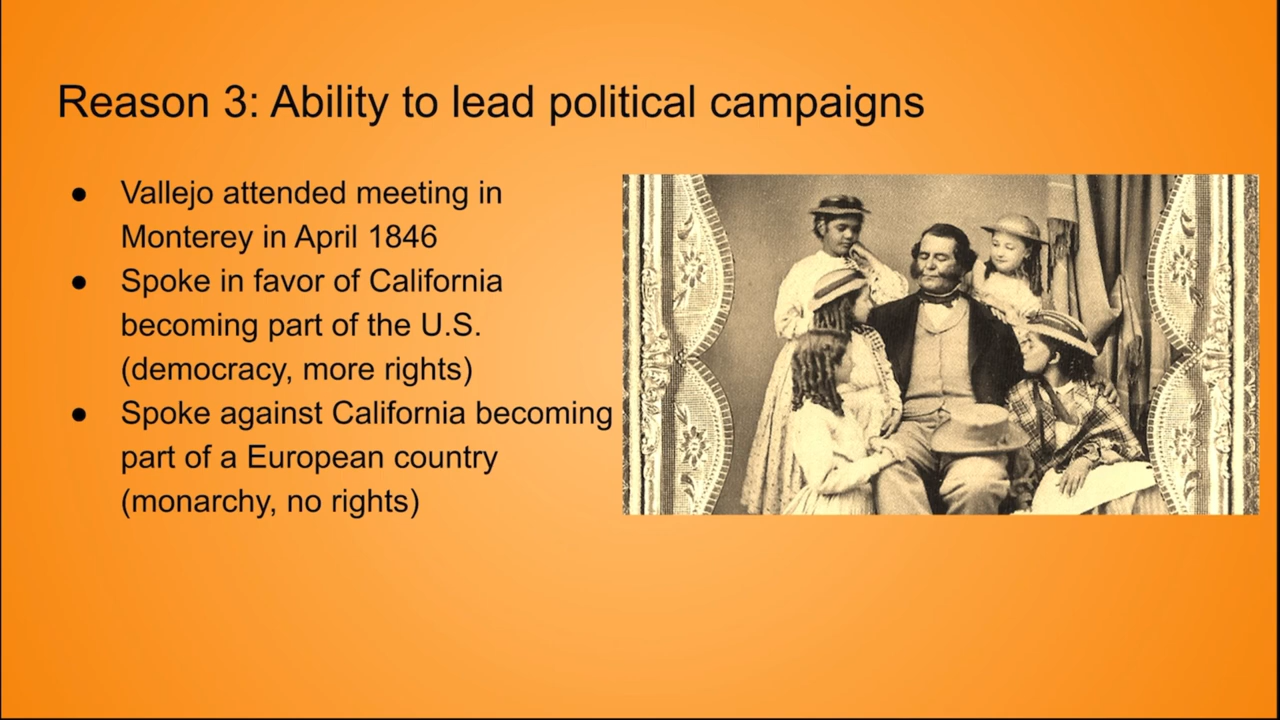 Reason 3: Ability to lead political campaigns
● Vallejo attended meeting in
Monterey in April 1846
● Spoke in favor of California
becoming part of the U.S.
(democracy, more rights)
● Spoke against California becoming
part of a European country
(monarchy, no rights)